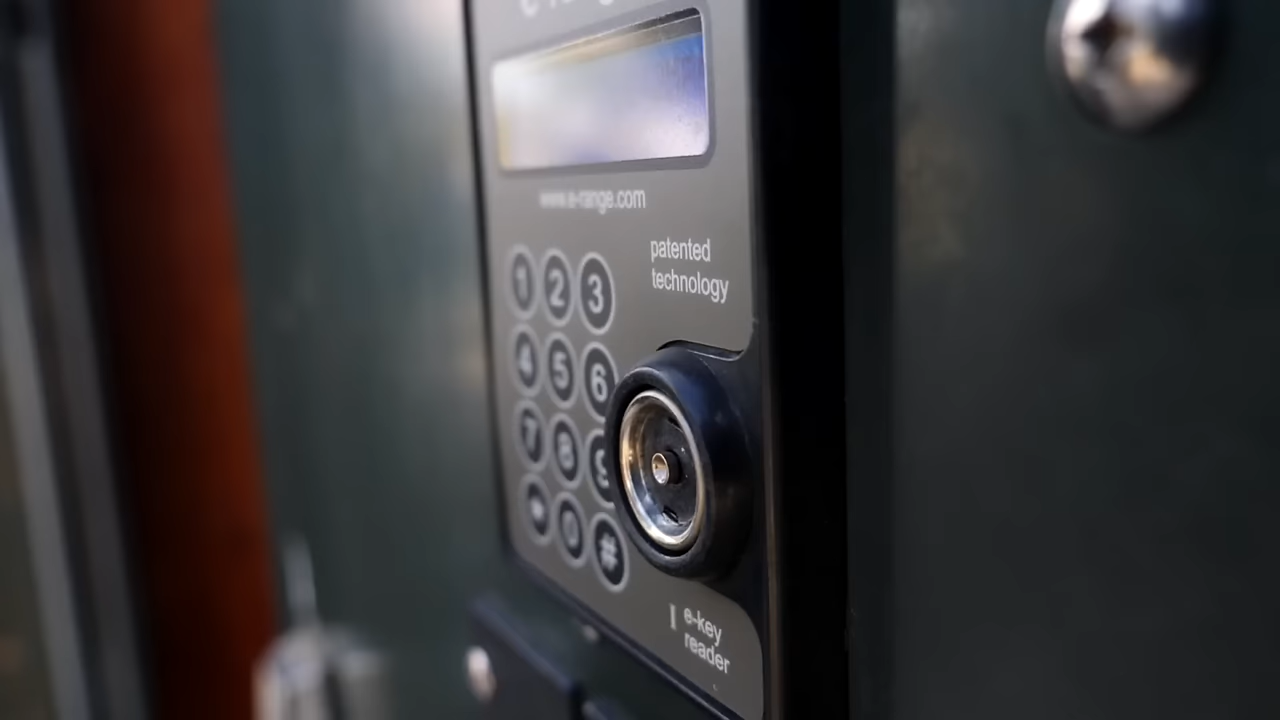 www.e-range.com
patented
technology
1 2 3
4 5 6
7 8 9
* 0 #
e-key
reader